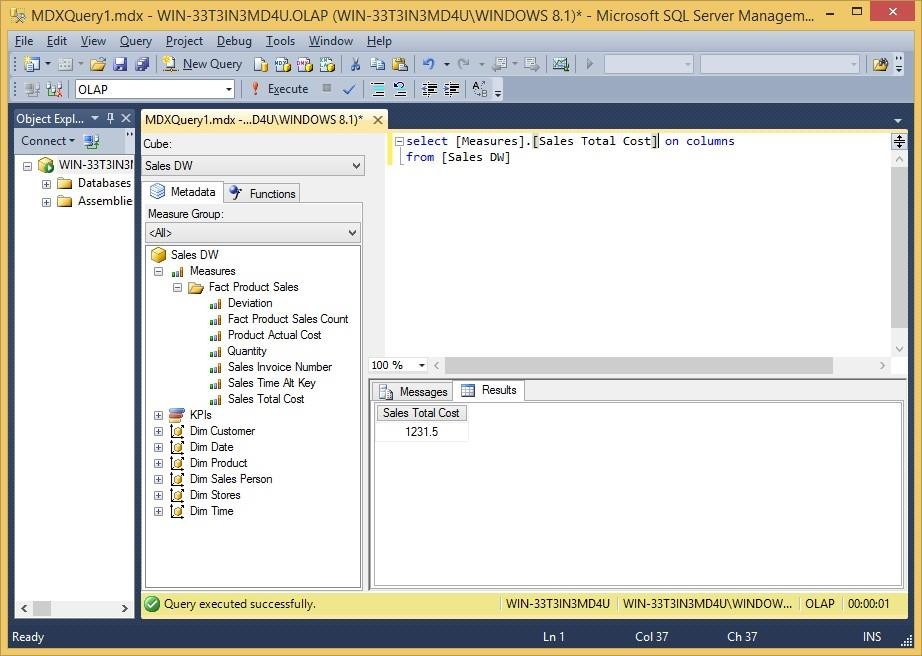 MDXQuery1.mdx - WIN-33T3IN3MD4U.OLAP (WIN-33T3IN3MD4U\WINDOWS 8.1)* - Microsoft SQL Server Managem...
File Edit View Query Project Debug Tools Window Help
New Query
OLAP Execute
Object Expl...
Connect
WIN-33T3IN3
Databases
Assemblie
MDXQuery1.mdx -...D4U\WINDOWS 8.1)*
Cube:
Sales DW
Metadata Functions
Measure Group:
<All>
Sales DW
Measures
Fact Product Sales
Deviation
Fact Product Sales Count
Product Actual Cost
Quantity
Sales Invoice Number
Sales Time Alt Key
Sales Total Cost
KPIs
Dim Customer
Dim Date
Dim Product
Dim Sales Person
Dim Stores
Dim Time
select [Measures].[Sales Total Cost] on columns
from [Sales DW]
100 %
Messages Results
Sales Total Cost
1231.5
Query executed successfully. WIN-33T3IN3MD4U WIN-33T3IN3MD4U\WINDOW... OLAP 00:00:01
Ready Ln 1 Col 37 Ch 37 INS